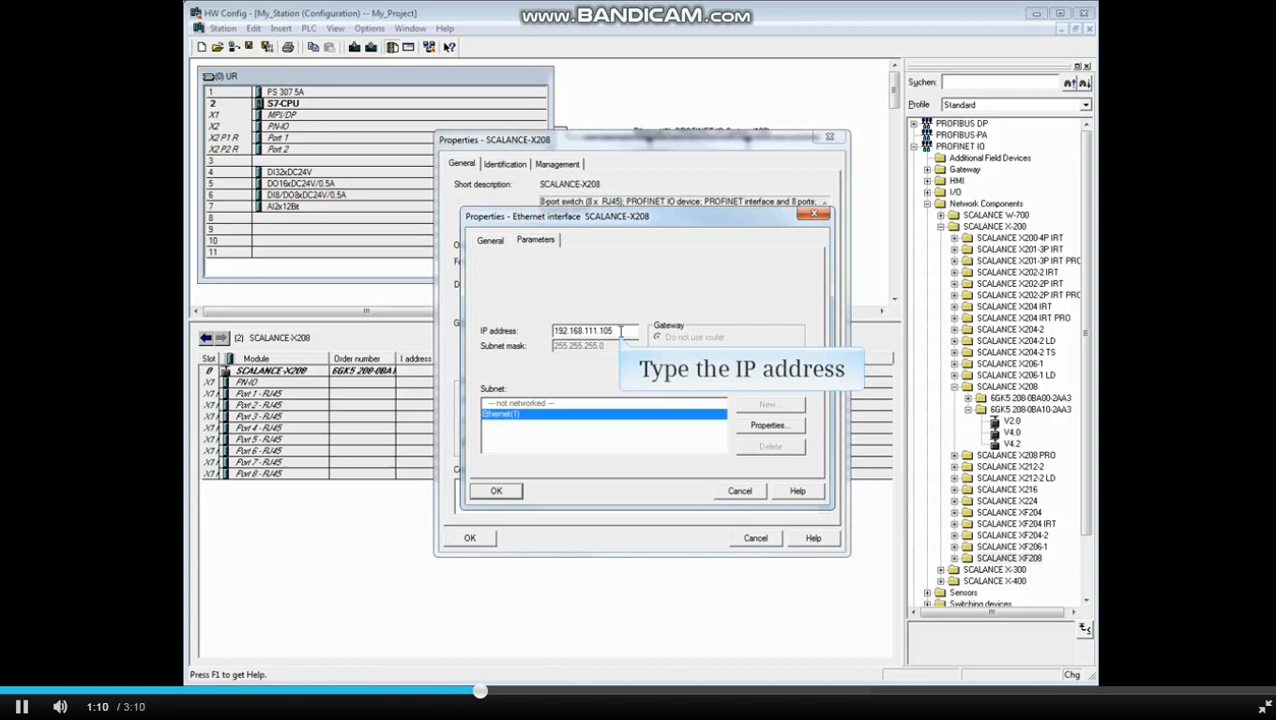 HW Config - [My_Station (Configuration) -- My_Project]
www.BANDICAM.com
Station Edit Insert PLC View Options Window Help
(0) UR
1 PS 307 5A
2 S7-CPU
X1 MPI/DP
X2 PN-IO
X2 P1 R Port 1
X2 P2 R Port 2
3
4 DI32xDC24V
5 DO16xDC24V/0.5A
6 DI8/DO8xDC24V/0.5A
7 AI2x12Bt
8
9
10
11
(2) SCALANCE-X208
Slot Module Order number I address
0 SCALANCE-X208 6GK5 208-0BA1
X1 PN-IO
X1 Port 1 - RJ45
X1 Port 2 - RJ45
X1 Port 3 - RJ45
X1 Port 4 - RJ45
X1 Port 5 - RJ45
X1 Port 6 - RJ45
X1 Port 7 - RJ45
X1 Port 8 - RJ45
Properties - SCALANCE-X208
General Identification Management
Short description: SCALANCE-X208
8-port switch (8 x RJ45); PROFINET IO device; PROFINET interface and 8 ports;
Properties - Ethernet interface SCALANCE-X208
General Parameters
IP address: 192.168.111.105
Subnet mask: 255.255.255.0
Gateway
Do not use router
Type the IP address
Subnet:
--- not networked ---
Ethernet(1)
New...
Properties...
Delete
OK Cancel Help
OK Cancel Help
Suchen:
Profile Standard
PROFIBUS DP
PROFIBUS-PA
PROFINET IO
Additional Field Devices
Gateway
HMI
I/O
Network Components
SCALANCE W-700
SCALANCE X-200
SCALANCE X200-4P IRT
SCALANCE X201-3P IRT
SCALANCE X201-3P IRT PRO
SCALANCE X202-2 IRT
SCALANCE X202-2P IRT
SCALANCE X202-2P IRT PRO
SCALANCE X204 IRT
SCALANCE X204 IRT PRO
SCALANCE X204-2
SCALANCE X204-2 LD
SCALANCE X204-2 TS
SCALANCE X206-1
SCALANCE X206-1 LD
SCALANCE X208
6GK5 208-0BA00-2AA3
6GK5 208-0BA10-2AA3
V2.0
V4.0
V4.2
SCALANCE X208 PRO
SCALANCE X212-2
SCALANCE X212-2 LD
SCALANCE X216
SCALANCE X224
SCALANCE XF204
SCALANCE XF204 IRT
SCALANCE XF204-2
SCALANCE XF206-1
SCALANCE XF208
SCALANCE X-300
SCALANCE X-400
Sensors
Switching devices
Press F1 to get Help.
Chg
1:10 / 3:10